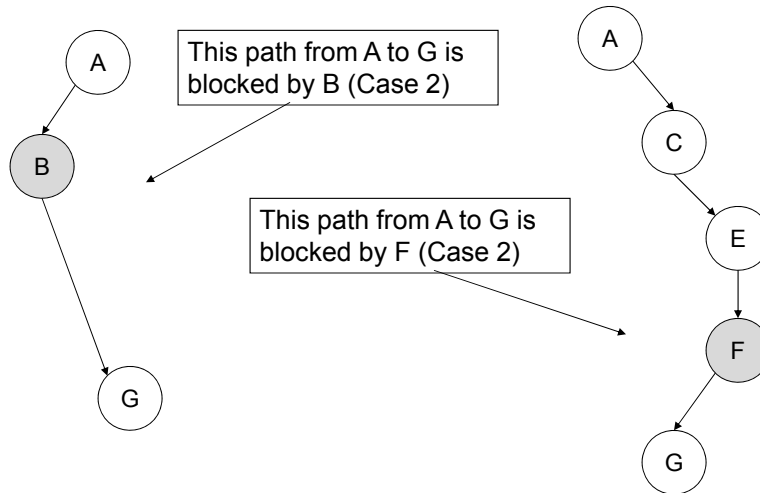 A
B
G
This path from A to G is
blocked by B (Case 2)
This path from A to G is
blocked by F (Case 2)
A
C
E
F
G